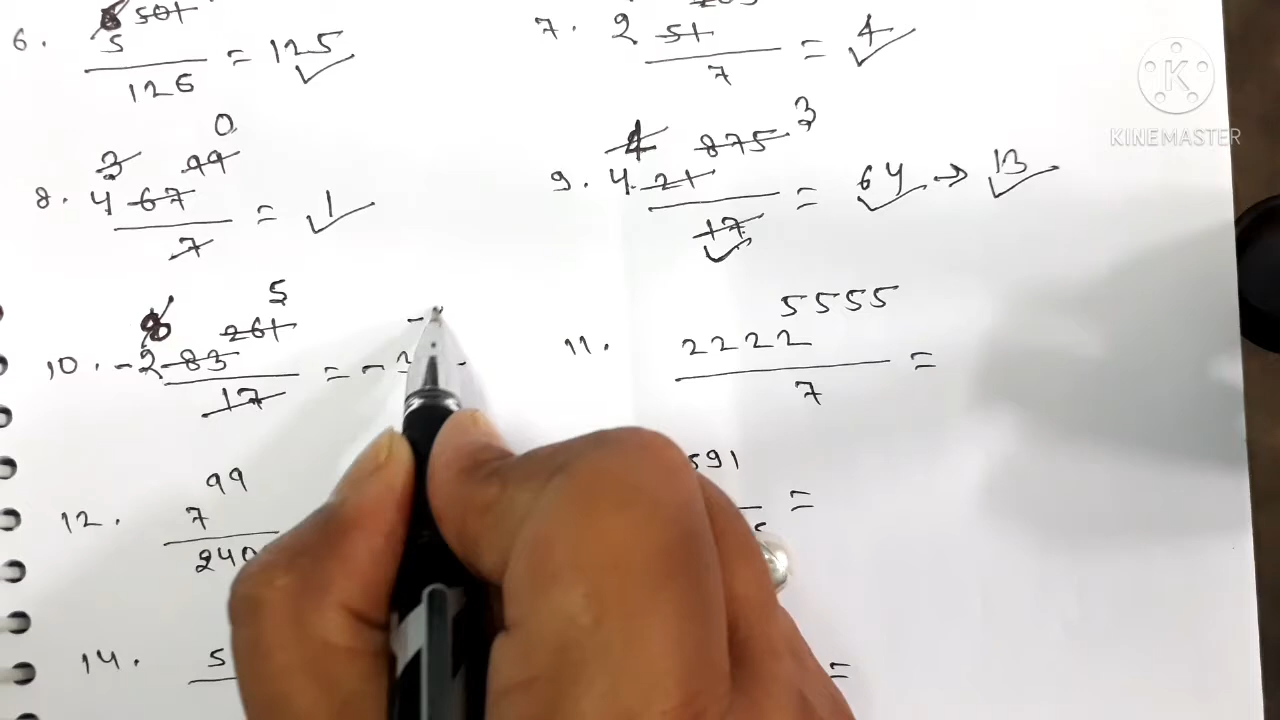 501
6. 5
126 = 125
7. 2 51
7 = 4
KINEMASTER
0
3 99
8. 4 67
7 = 1
3
4 875
9. 4 21
17 = 64 → 13
5
261
10. - 2 83
17 = -
5555
11. 2222
7 =
99
12. 7
240
591
=
14. 5
=